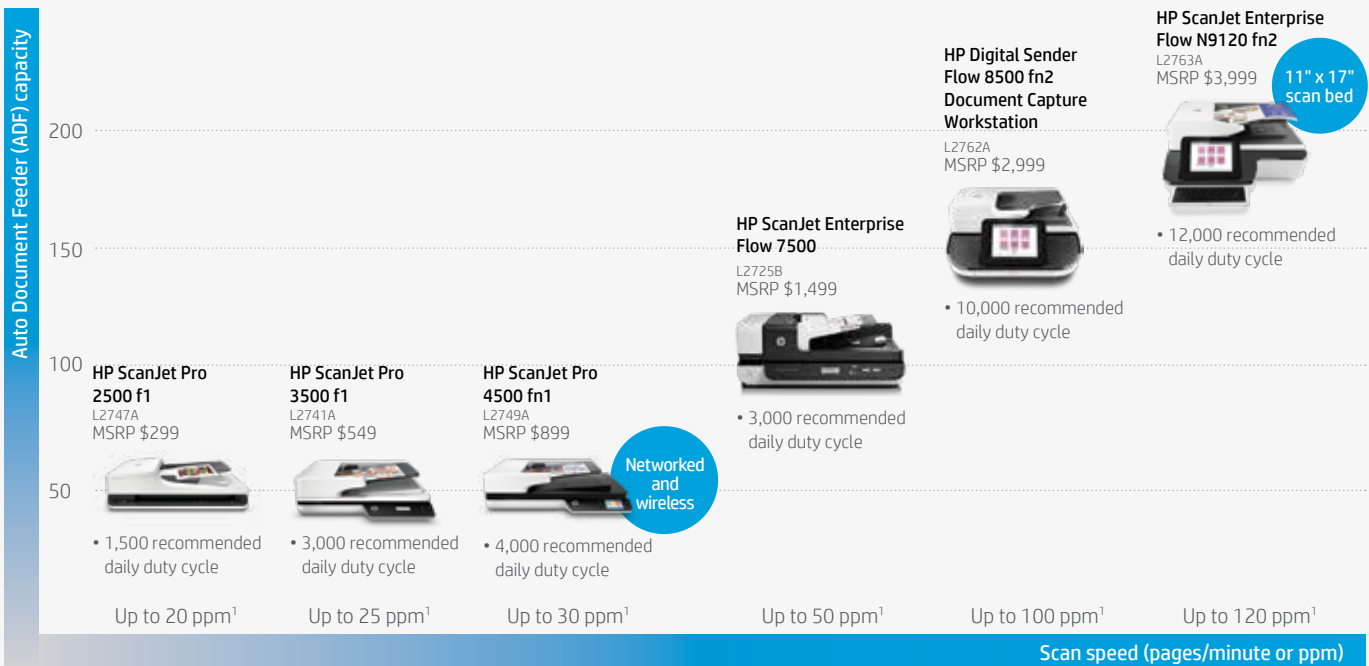 Auto Document Feeder (ADF) capacity
200
150
100
50
HP ScanJet Pro
2500 f1
L2747A
MSRP $299
• 1,500 recommended
daily duty cycle
Up to 20 ppm1
HP ScanJet Pro
3500 f1
L2741A
MSRP $549
• 3,000 recommended
daily duty cycle
Up to 25 ppm1
HP ScanJet Pro
4500 fn1
L2749A
MSRP $899
Networked
and
wireless
• 4,000 recommended
daily duty cycle
Up to 30 ppm1
HP ScanJet Enterprise
Flow 7500
L2725B
MSRP $1,499
• 3,000 recommended
daily duty cycle
Up to 50 ppm1
HP Digital Sender
Flow 8500 fn2
Document Capture
Workstation
L2762A
MSRP $2,999
• 10,000 recommended
daily duty cycle
Up to 100 ppm1
HP ScanJet Enterprise
Flow N9120 fn2
L2763A
MSRP $3,999
11" x 17"
scan bed
• 12,000 recommended
daily duty cycle
Up to 120 ppm1
Scan speed (pages/minute or ppm)